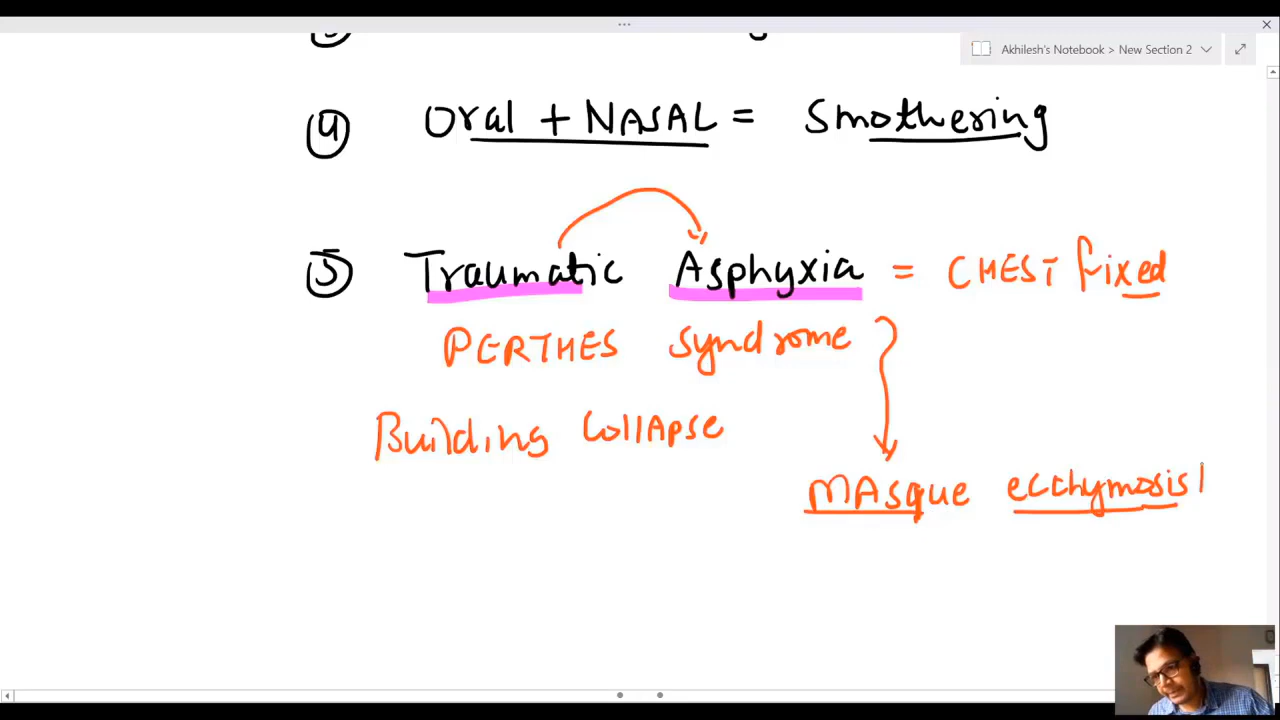 Akhilesh's Notebook > New Section 2
4 Oral + NASAL = Smothering
5 Traumatic Asphyxia = CHEST fixed
PERTHES syndrome
Building collapse
MAsque ecchymosis